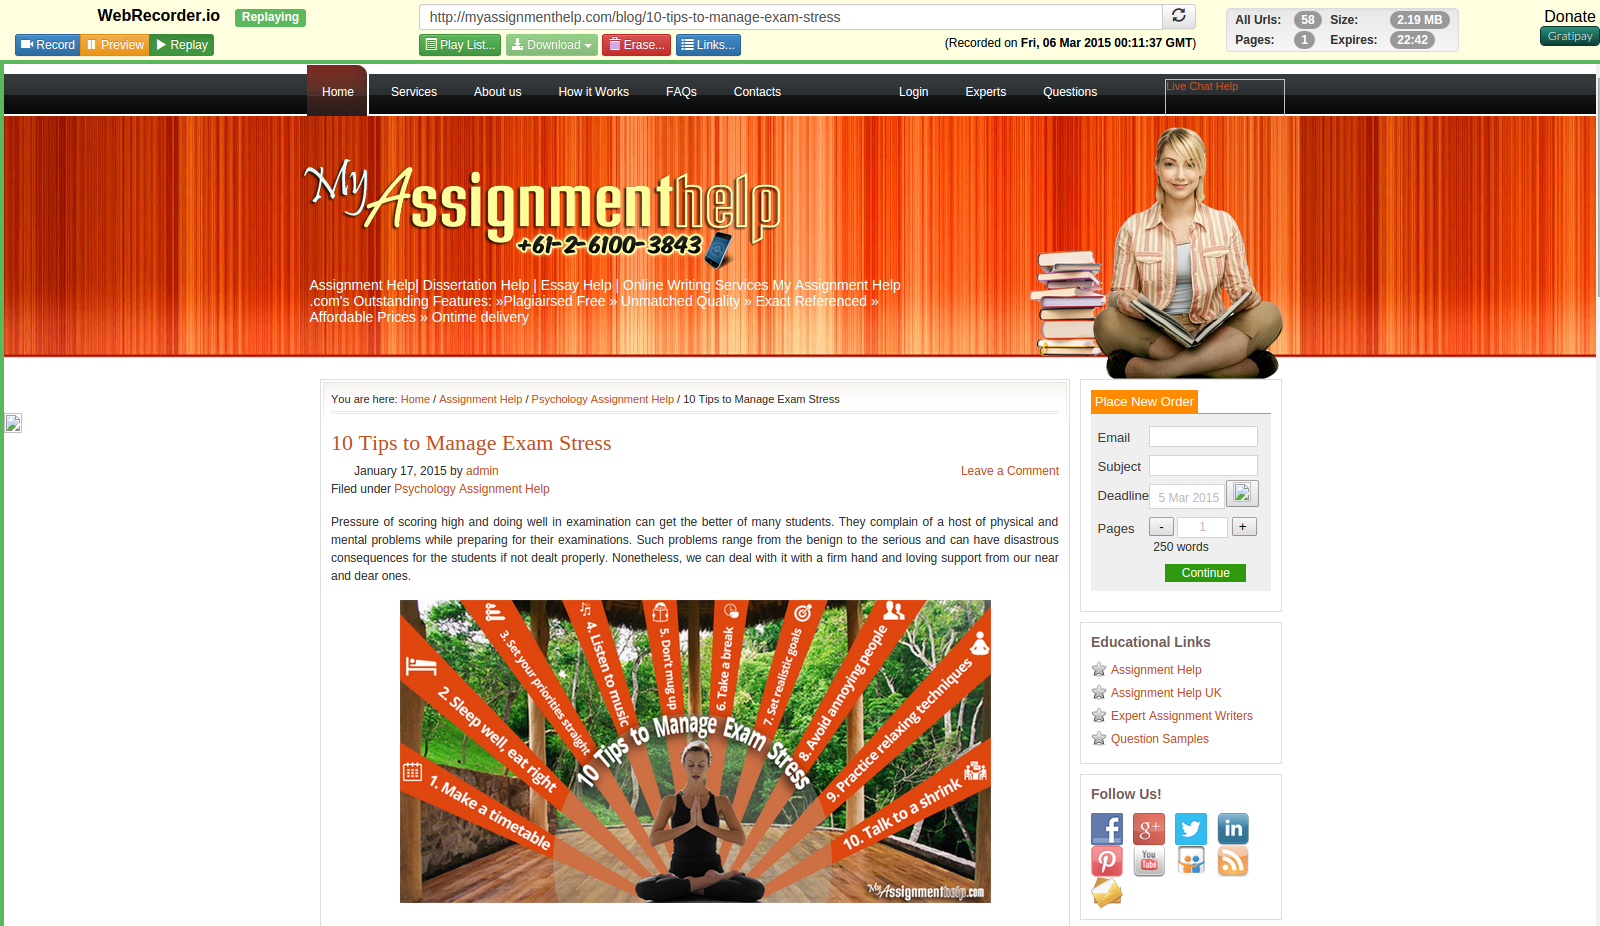 WebRecorder.io Replaying
http://myassignmenthelp.com/blog/10-tips-to-manage-exam-stress
All Urls: 58 Size: 2.19 MB
Pages: 1 Expires: 22:42
Donate
Gratipay
Record Preview Replay
Play List... Download Erase... Links...
(Recorded on Fri, 06 Mar 2015 00:11:37 GMT)
Home Services About us How it Works FAQs Contacts Login Experts Questions
Live Chat Help
My Assignmenthelp
+61-2-6100-3843
Assignment Help| Dissertation Help | Essay Help | Online Writing Services My Assignment Help
.com's Outstanding Features: »Plagiairsed Free » Unmatched Quality » Exact Referenced »
Affordable Prices » Ontime delivery
You are here: Home / Assignment Help / Psychology Assignment Help / 10 Tips to Manage Exam Stress
10 Tips to Manage Exam Stress
January 17, 2015 by admin
Leave a Comment
Filed under Psychology Assignment Help
Pressure of scoring high and doing well in examination can get the better of many students. They complain of a host of physical and
mental problems while preparing for their examinations. Such problems range from the benign to the serious and can have disastrous
consequences for the students if not dealt properly. Nonetheless, we can deal with it with a firm hand and loving support from our near
and dear ones.
1. Make a timetable
2. Sleep well, eat right
3. Set your priorities straight
4. Listen to music
5. Don't mug up
6. Take a break
7. Set realistic goals
8. Avoid annoying people
9. Practice relaxing techniques
10. Talk to a shrink
10 Tips to Manage Exam Stress
MyAssignmenthelp.com
Place New Order
Email
Subject
Deadline 5 Mar 2015
Pages - 1 +
250 words
Continue
Educational Links
Assignment Help
Assignment Help UK
Expert Assignment Writers
Question Samples
Follow Us!
f g+ in
You
Tube